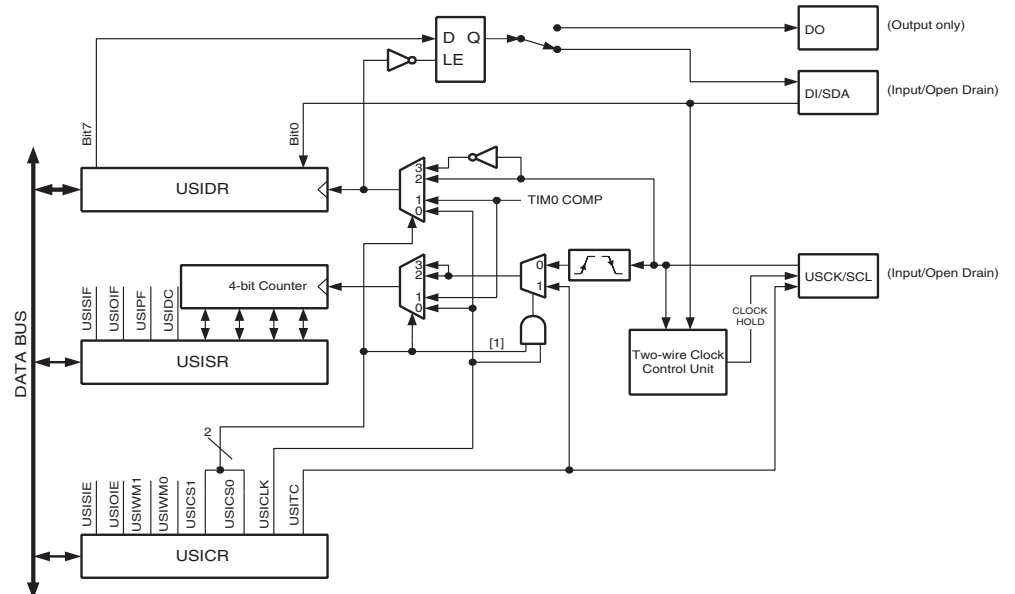 DO
(Output only)
D Q
LE
DI/SDA
(Input/Open Drain)
Bit7
Bit0
USIDR
3
2
1
0
TIM0 COMP
4-bit Counter
3
2
1
0
0
1
USCK/SCL
(Input/Open Drain)
CLOCK
HOLD
[1]
Two-wire Clock
Control Unit
USISIF
USIOIF
USIPF
USIDC
USISR
DATA BUS
2
USISIE
USIOIE
USIWM1
USIWM0
USICS1
USICS0
USICLK
USITC
USICR